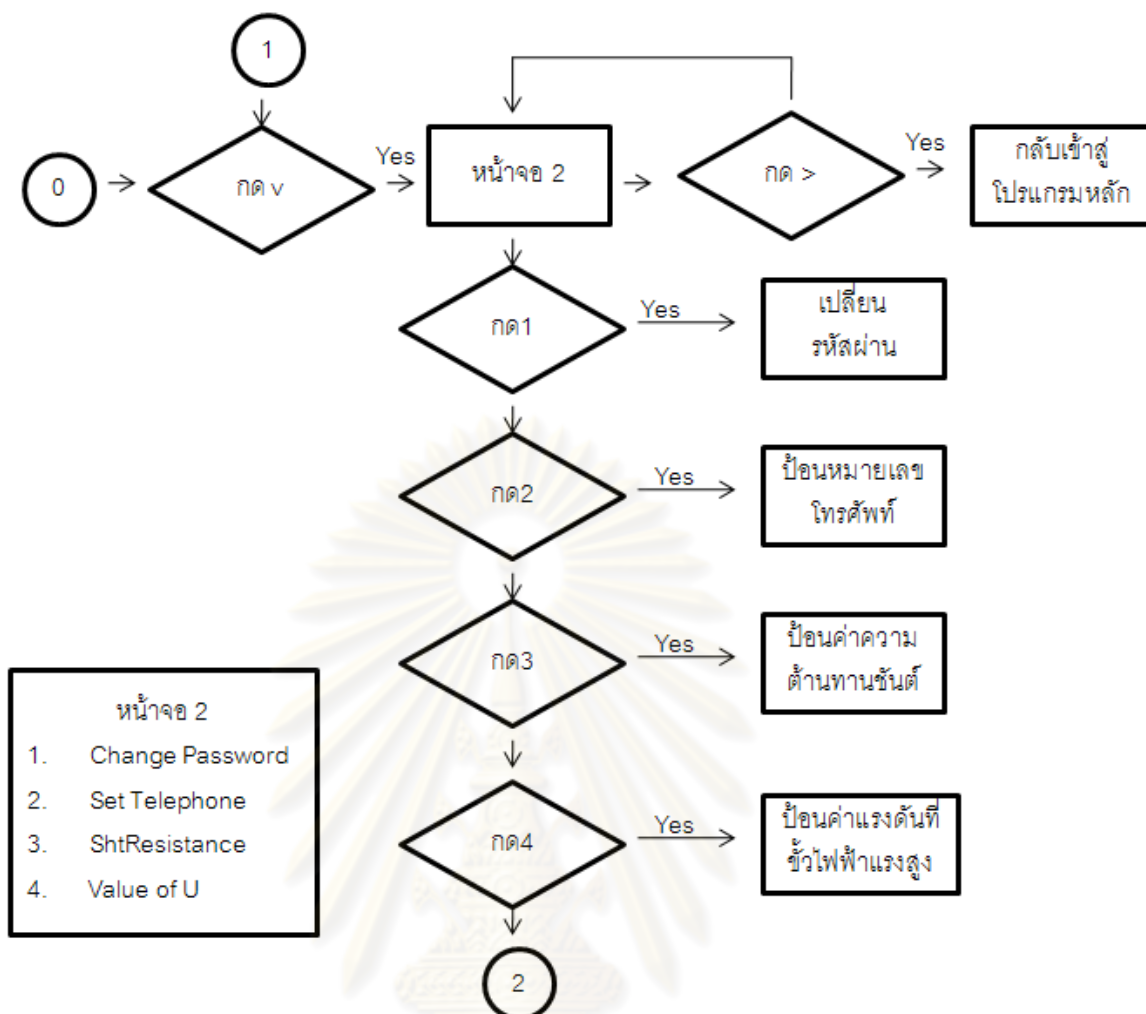 1
0
กด v
Yes
หน้าจอ 2
กด >
Yes
กลับเข้าสู่
โปรแกรมหลัก
กด1
Yes
เปลี่ยน
รหัสผ่าน
กด2
Yes
ป้อนหมายเลข
โทรศัพท์
กด3
Yes
ป้อนค่าความ
ต้านทานชันต์
กด4
Yes
ป้อนค่าแรงดันที่
ขั้วไฟฟ้าแรงสูง
2
หน้าจอ 2
1. Change Password
2. Set Telephone
3. ShtResistance
4. Value of U